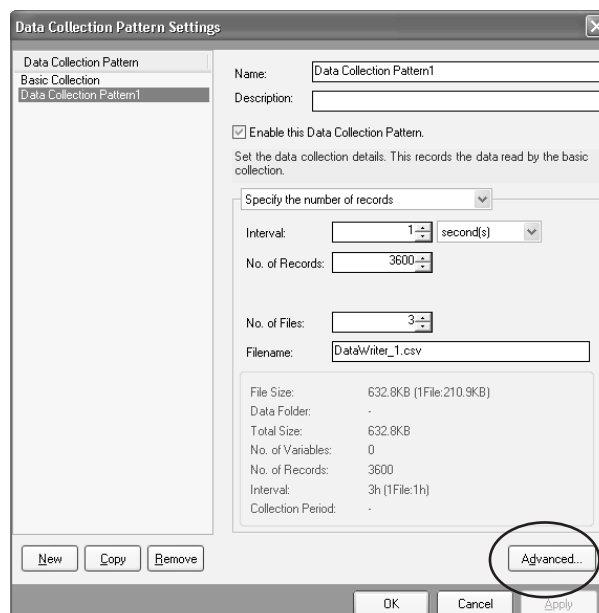 Data Collection Pattern Settings
Data Collection Pattern
Basic Collection
Data Collection Pattern1
Name: Data Collection Pattern1
Description:
Enable this Data Collection Pattern.
Set the data collection details. This records the data read by the basic
collection.
Specify the number of records
Interval: 1 second(s)
No. of Records: 3600
No. of Files: 3
Filename: DataWriter_1.csv
File Size: 632.8KB (1File:210.9KB)
Data Folder: -
Total Size: 632.8KB
No. of Variables: 0
No. of Records: 3600
Interval: 3h (1File:1h)
Collection Period: -
New Copy Remove Advanced...
OK Cancel Apply